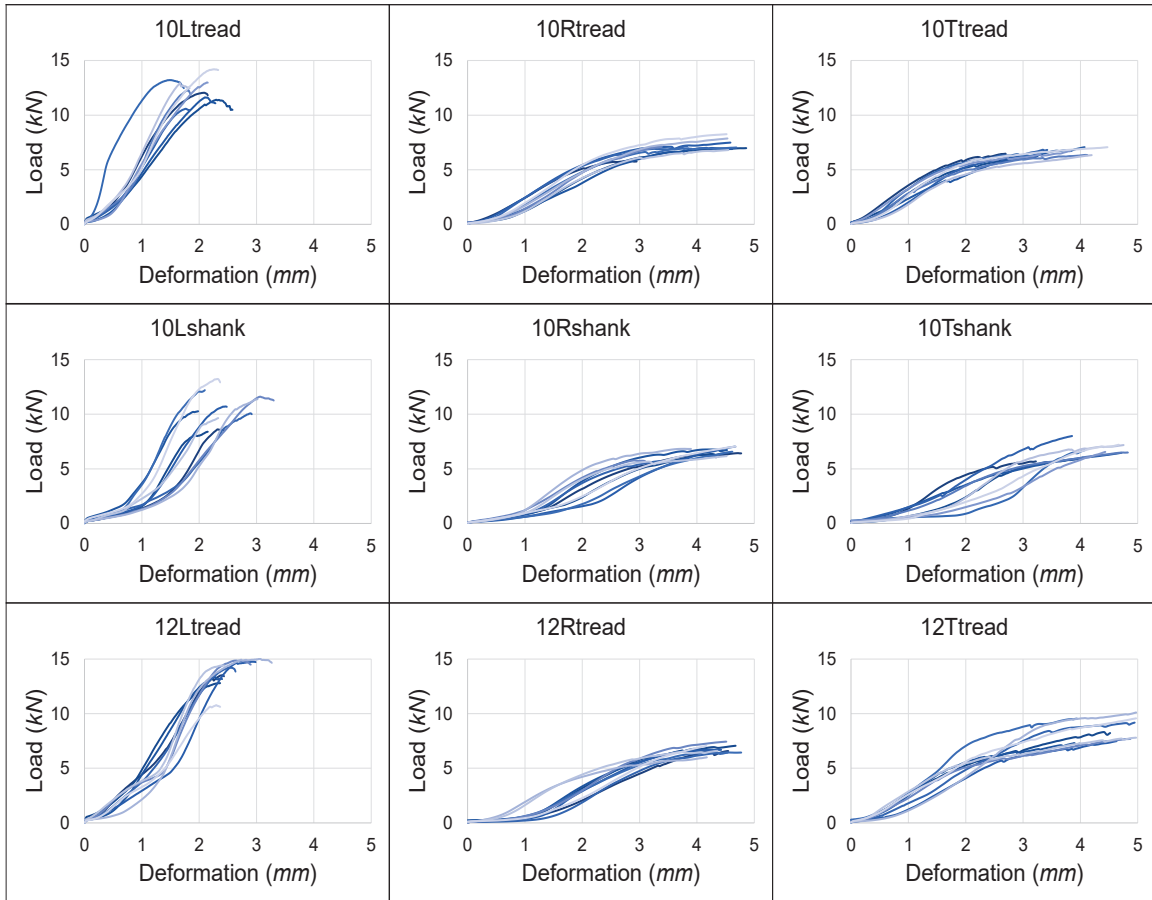 10Ltread
15
10
5
0
Load (kN)
0 1 2 3 4 5
Deformation (mm)
10Rtread
15
10
5
0
Load (kN)
0 1 2 3 4 5
Deformation (mm)
10Ttread
15
10
5
0
Load (kN)
0 1 2 3 4 5
Deformation (mm)
10Lshank
15
10
5
0
Load (kN)
0 1 2 3 4 5
Deformation (mm)
10Rshank
15
10
5
0
Load (kN)
0 1 2 3 4 5
Deformation (mm)
10Tshank
15
10
5
0
Load (kN)
0 1 2 3 4 5
Deformation (mm)
12Ltread
15
10
5
0
Load (kN)
0 1 2 3 4 5
Deformation (mm)
12Rtread
15
10
5
0
Load (kN)
0 1 2 3 4 5
Deformation (mm)
12Ttread
15
10
5
0
Load (kN)
0 1 2 3 4 5
Deformation (mm)